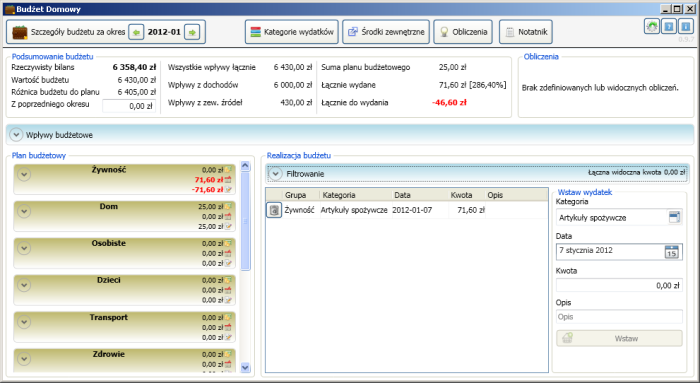 Budżet Domowy
Szczegóły budżetu za okres 2012-01
Kategorie wydatków
Środki zewnętrzne
Obliczenia
Notatnik
0.9.2
Podsumowanie budżetu
Rzeczywisty bilans 6 358,40 zł Wszystkie wpływy łącznie 6 430,00 zł Suma planu budżetowego 25,00 zł
Wartość budżetu 6 430,00 zł Wpływy z dochodów 6 000,00 zł Łącznie wydane 71,60 zł [286,40%]
Różnica budżetu do planu 6 405,00 zł
Z poprzedniego okresu 0,00 zł Wpływy z zew. źródeł 430,00 zł Łącznie do wydania -46,60 zł
Obliczenia
Brak zdefiniowanych lub widocznych obliczeń.
Wpływy budżetowe
Plan budżetowy
Żywność 0,00 zł
71,60 zł
-71,60 zł
Dom 25,00 zł
0,00 zł
25,00 zł
Osobiste 0,00 zł
0,00 zł
0,00 zł
Dzieci 0,00 zł
0,00 zł
0,00 zł
Transport 0,00 zł
0,00 zł
0,00 zł
Zdrowie 0,00 zł
0,00 zł
Realizacja budżetu
Filtrowanie Łączna widoczna kwota 0,00 zł
Grupa Kategoria Data Kwota Opis
Żywność Artykuły spożywcze 2012-01-07 71,60 zł
Wstaw wydatek
Kategoria
Artykuły spożywcze
Data
7 stycznia 2012 15
Kwota
0,00 zł
Opis
Opis
Wstaw